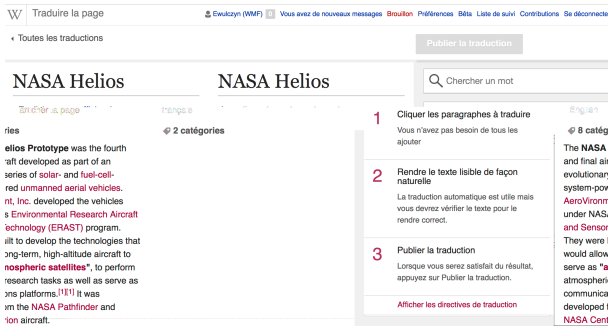 W Traduire la page
Ewulczyn (WMF) 0 Vous avez de nouveaux messages Brouillon Préférences Bêta Liste de suivi Contributions Se déconnecte
Toutes les traductions
Publier la traduction
NASA Helios
NASA Helios
Chercher un mot
ries
2 catégories
8 catég
elios Prototype was the fourth
raft developed as part of an
series of solar- and fuel-cell-
red unmanned aerial vehicles.
nt, Inc. developed the vehicles
s Environmental Research Aircraft
Technology (ERAST) program.
uilt to develop the technologies that
ong-term, high-altitude aircraft to
mospheric satellites", to perform
research tasks as well as serve as
ons platforms.[1][1] It was
om the NASA Pathfinder and
rion aircraft.
1 Cliquer les paragraphes à traduire
Vous n'avez pas besoin de tous les
ajouter
2 Rendre le texte lisible de façon
naturelle
La traduction automatique est utile mais
vous devrez vérifier le texte pour le
rendre correct.
3 Publier la traduction
Lorsque vous serez satisfait du résultat,
appuyez sur Publier la traduction.
Afficher les directives de traduction
The NASA
and final air
evolutionary
system-pow
AeroVironm
under NASA
and Sensor
They were b
would allow
serve as "a
atmospheric
communica
developed f
NASA Cent